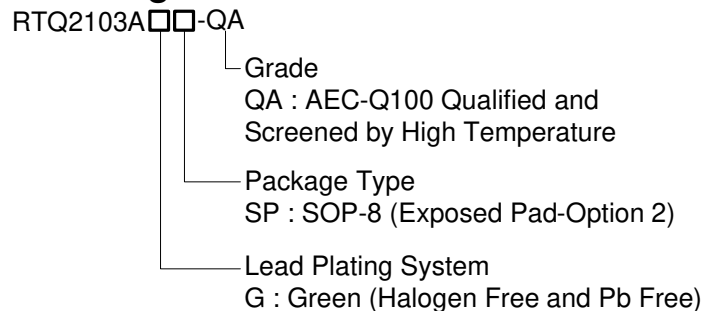 RTQ2103A□□-QA
Grade
QA : AEC-Q100 Qualified and
Screened by High Temperature
Package Type
SP : SOP-8 (Exposed Pad-Option 2)
Lead Plating System
G : Green (Halogen Free and Pb Free)